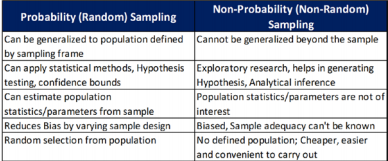 Probability (Random) Sampling
Non-Probability (Non-Random)
Sampling
Can be generalized to population defined
by sampling frame
Cannot be generalized beyond the sample
Can apply statistical methods, Hypothesis
testing, confidence bounds
Exploratory research, helps in generating
Hypothesis, Analytical inference
Can estimate population
statistics/parameters from sample
Population statistics/parameters are not of
interest
Reduces Bias by varying sample design
Biased, Sample adequacy can't be known
Random selection from population
No defined population; Cheaper, easier
and convenient to carry out